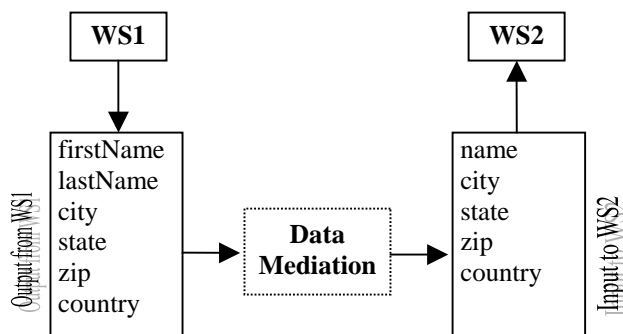 WS1
WS2
Output from WS1
firstName
lastName
city
state
zip
country
Data
Mediation
name
city
state
zip
country
Input to WS2